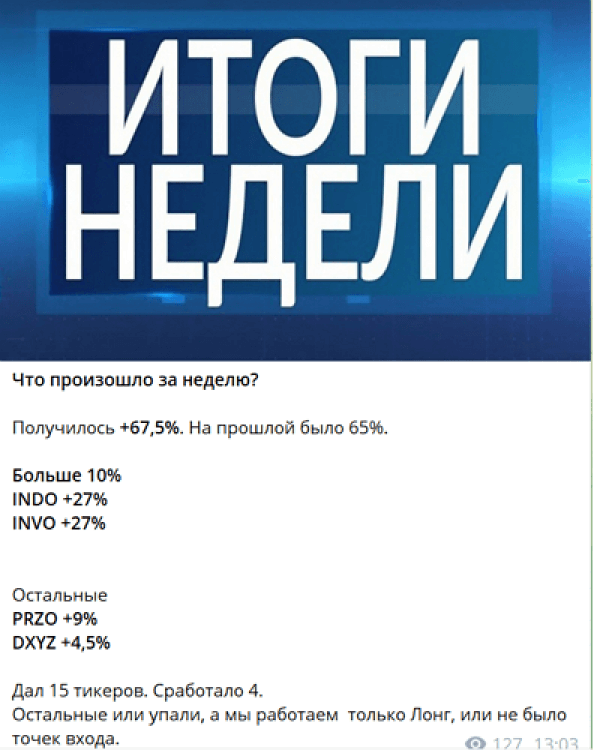 ИТОГИ
НЕДЕЛИ
Что произошло за неделю?
Получилось +67,5%. На прошлой было 65%.
Больше 10%
INDO +27%
INVO +27%
Остальные
PRZO +9%
DXYZ +4,5%
Дал 15 тикеров. Сработало 4.
Остальные или упали, а мы работаем только Лонг, или не было
точек входа.
127 13:03